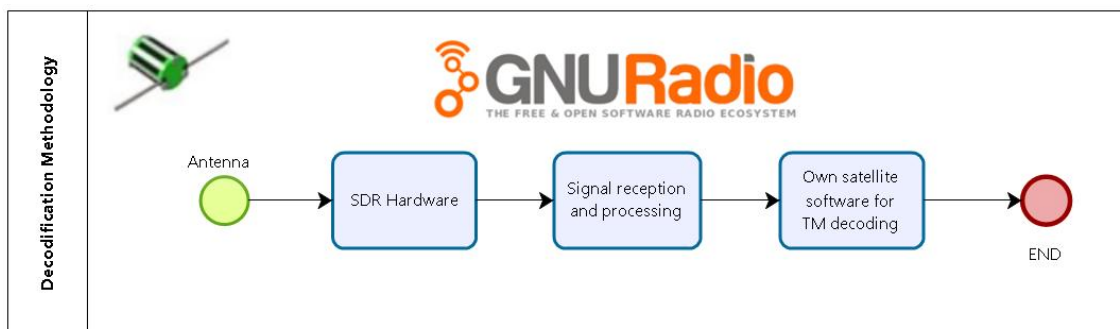 Decodification Methodology
GNURadio
THE FREE & OPEN SOFTWARE RADIO ECOSYSTEM
Antenna
SDR Hardware
Signal reception
and processing
Own satellite
software for
TM decoding
END